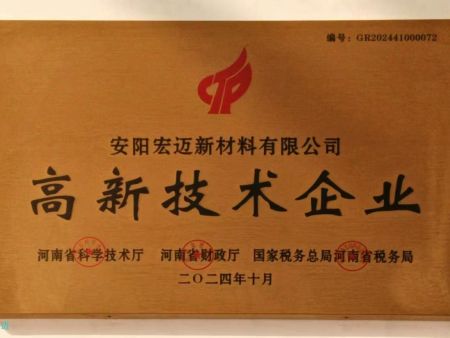 编号：GR202441000072
安阳宏迈新材料有限公司
高新技术企业
河南省科学技术厅 河南省财政厅 国家税务总局河南省税务局
二〇二四年十月